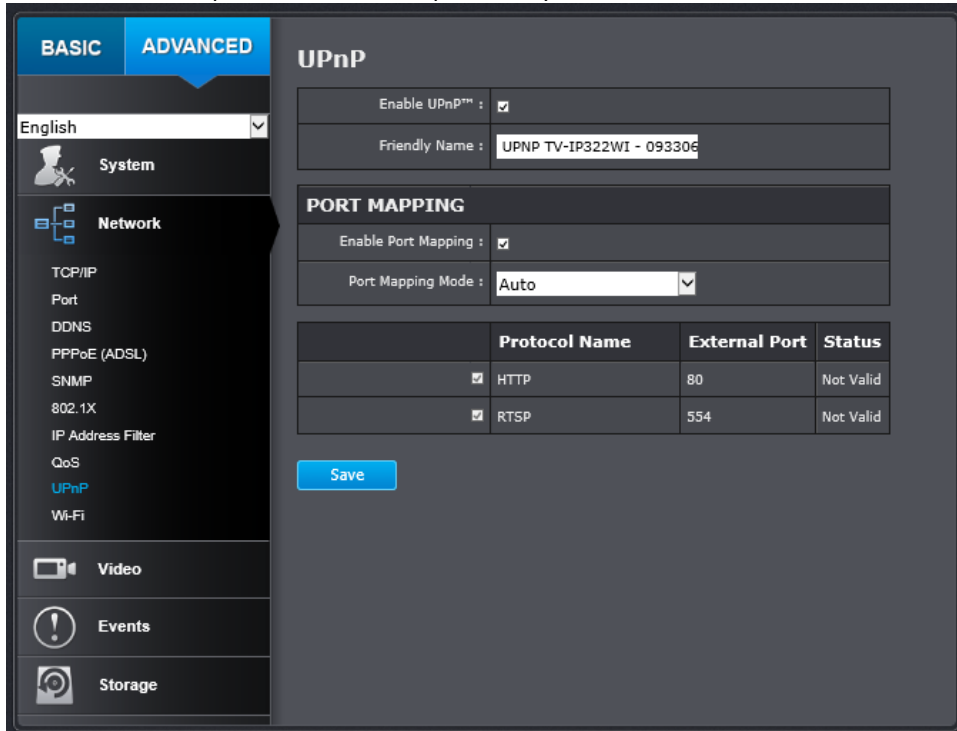 BASIC
ADVANCED
English
System
Network
TCP/IP
Port
DDNS
PPPoE (ADSL)
SNMP
802.1X
IP Address Filter
QoS
UPnP
Wi-Fi
Video
Events
Storage
UPnP
Enable UPnP™ :
Friendly Name : UPNP TV-IP322WI - 093306
PORT MAPPING
Enable Port Mapping :
Port Mapping Mode : Auto
Protocol Name External Port Status
HTTP 80 Not Valid
RTSP 554 Not Valid
Save